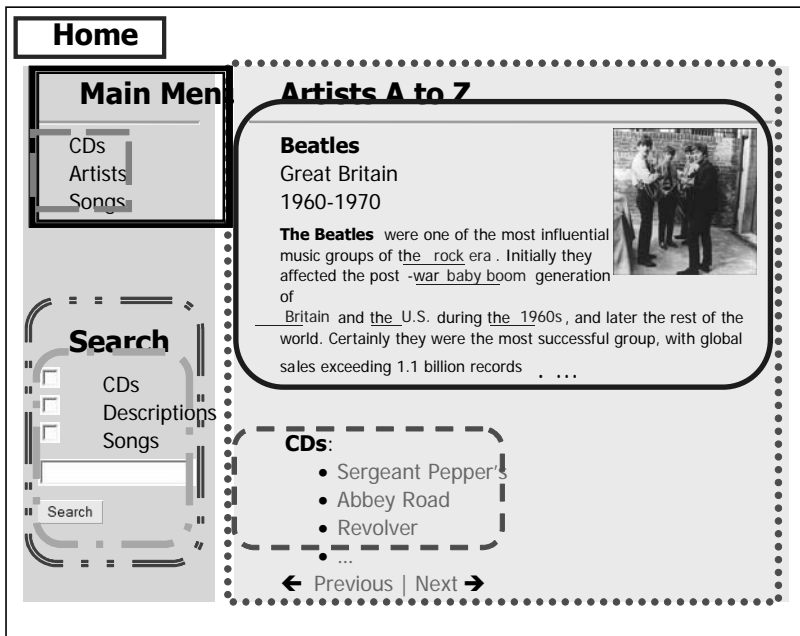 Home
Main Men
CDs
Artists
Songs
Search
CDs
Descriptions
Songs
Search
Artists A to Z
Beatles
Great Britain
1960-1970
The Beatles were one of the most influential
music groups of the rock era . Initially they
affected the post -war baby boom generation
of
Britain and the U.S. during the 1960s , and later the rest of the
world. Certainly they were the most successful group, with global
sales exceeding 1.1 billion records . ...
CDs:
• Sergeant Pepper's
• Abbey Road
• Revolver
• ...
← Previous | Next →